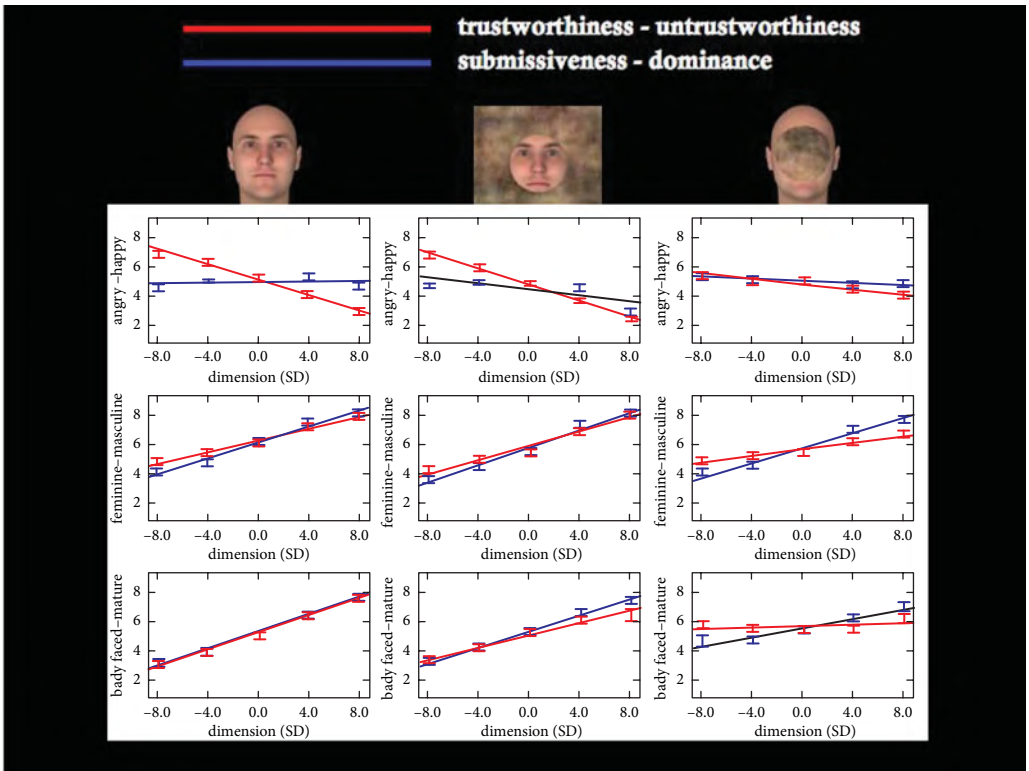 trustworthiness - untrustworthiness
submissiveness - dominance
angry –happy
8
6
4
2
–8.0 –4.0 0.0 4.0 8.0
dimension (SD)
angry–happy
8
6
4
2
–8.0 –4.0 0.0 4.0 8.0
dimension (SD)
angry–happy
8
6
4
2
–8.0 –4.0 0.0 4.0 8.0
dimension (SD)
feminine– masculine
8
6
4
2
–8.0 –4.0 0.0 4.0 8.0
dimension (SD)
feminine–masculine
8
6
4
2
–8.0 –4.0 0.0 4.0 8.0
dimension (SD)
feminine–masculine
8
6
4
2
–8.0 –4.0 0.0 4.0 8.0
dimension (SD)
bady faced–mature
8
6
4
2
–8.0 –4.0 0.0 4.0 8.0
dimension (SD)
bady faced–mature
8
6
4
2
–8.0 –4.0 0.0 4.0 8.0
dimension (SD)
bady faced–mature
8
6
4
2
–8.0 –4.0 0.0 4.0 8.0
dimension (SD)